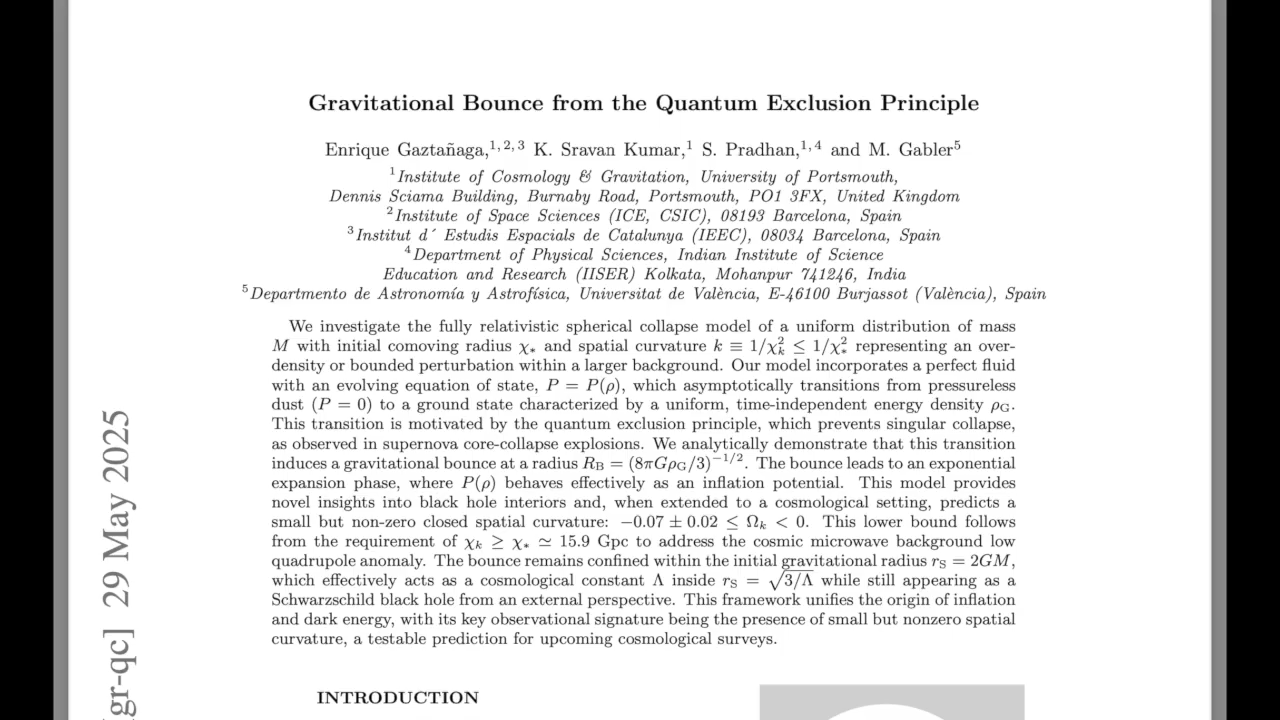 Gravitational Bounce from the Quantum Exclusion Principle
Enrique Gaztañaga,1, 2, 3 K. Sravan Kumar,1 S. Pradhan,1, 4 and M. Gabler5
1Institute of Cosmology & Gravitation, University of Portsmouth,
Dennis Sciama Building, Burnaby Road, Portsmouth, PO1 3FX, United Kingdom
2Institute of Space Sciences (ICE, CSIC), 08193 Barcelona, Spain
3Institut d´ Estudis Espacials de Catalunya (IEEC), 08034 Barcelona, Spain
4Department of Physical Sciences, Indian Institute of Science
Education and Research (IISER) Kolkata, Mohanpur 741246, India
5Departmento de Astronomía y Astrofísica, Universitat de València, E-46100 Burjassot (València), Spain
We investigate the fully relativistic spherical collapse model of a uniform distribution of mass
M with initial comoving radius χ* and spatial curvature k ≡ 1/χ²ₖ ≤ 1/χ²* representing an over-
density or bounded perturbation within a larger background. Our model incorporates a perfect fluid
with an evolving equation of state, P = P(ρ), which asymptotically transitions from pressureless
dust (P = 0) to a ground state characterized by a uniform, time-independent energy density ρG.
This transition is motivated by the quantum exclusion principle, which prevents singular collapse,
as observed in supernova core-collapse explosions. We analytically demonstrate that this transition
induces a gravitational bounce at a radius RB = (8πGρG/3)−1/2. The bounce leads to an exponential
expansion phase, where P(ρ) behaves effectively as an inflation potential. This model provides
novel insights into black hole interiors and, when extended to a cosmological setting, predicts a
small but non-zero closed spatial curvature: −0.07 ± 0.02 ≤ Ωk < 0. This lower bound follows
from the requirement of χk ≥ χ* ≃ 15.9 Gpc to address the cosmic microwave background low
quadrupole anomaly. The bounce remains confined within the initial gravitational radius rS = 2GM,
which effectively acts as a cosmological constant Λ inside rS = √3/Λ while still appearing as a
Schwarzschild black hole from an external perspective. This framework unifies the origin of inflation
and dark energy, with its key observational signature being the presence of small but nonzero spatial
curvature, a testable prediction for upcoming cosmological surveys.
INTRODUCTION
[gr-qc] 29 May 2025